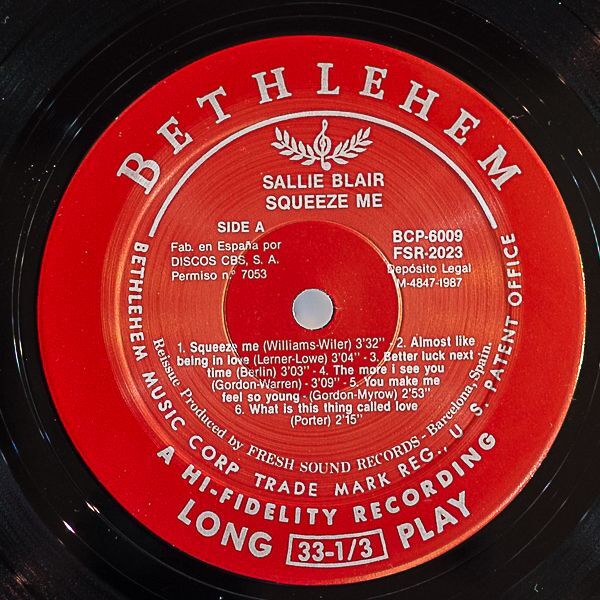 BETHLEHEM
SALLIE BLAIR
SQUEEZE ME
SIDE A
Fab. en España por
DISCOS CBS, S. A.
Permiso n.º 7053
BCP-6009
FSR-2023
Depósito Legal
M-4847-1987
1. Squeeze me (Williams-Wiler) 3'32" - 2. Almost like
being in love (Lerner-Lowe) 3'04" - 3. Better luck next
time (Berlin) 3'03" - 4. The more i see you
(Gordon-Warren) - 3'09" - 5. You make me
feel so young - (Gordon-Myrow) 2'53"
6. What is this thing called love
(Porter) 2'15"
Reissue Produced by FRESH SOUND RECORDS - Barcelona, Spain.
BETHLEHEM MUSIC CORP TRADE MARK REG., U. S. PATENT OFFICE
A HI-FIDELITY RECORDING
LONG 33-1/3 PLAY